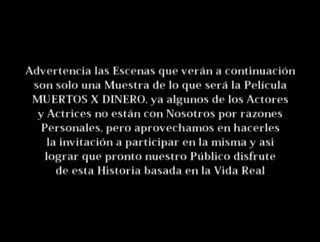 Advertencia las Escenas que verán a continuación
son solo una Muestra de lo que será la Película
MUERTOS X DINERO, ya algunos de los Actores
y Actrices no están con Nosotros por razones
Personales, pero aprovechamos en hacerles
la invitación a participar en la misma y asi
lograr que pronto nuestro Público disfrute
de esta Historia basada en la Vida Real